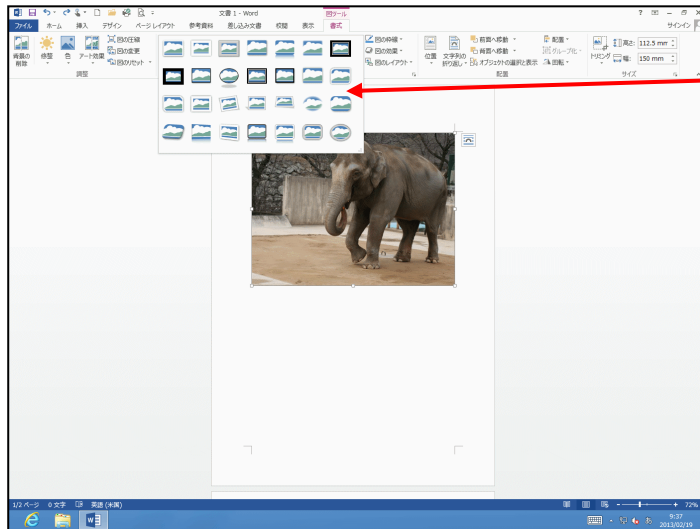 文書 1 - Word
図ツール
ファイル ホーム 挿入 デザイン ページ レイアウト 参考資料 差し込み文書 校閲 表示 書式
サインイン
背景の
削除
修整
色
アート効果
図の圧縮
図の変更
図のリセット
調整
図の枠線
図の効果
図のレイアウト
位置
文字列の
折り返し
前面へ移動
背面へ移動
オブジェクトの選択と表示
配置
グループ化
回転
配置
トリミング
高さ: 112.5 mm
幅: 150 mm
サイズ
1/2 ページ 0 文字 英語 (米国)
72%
9:37
2013/02/19